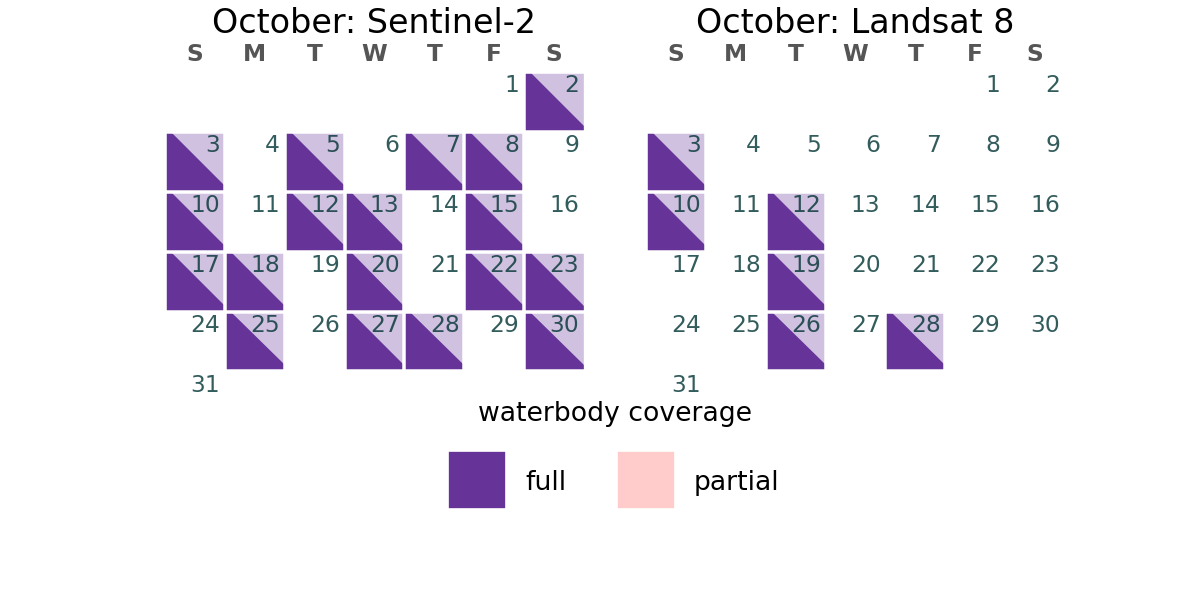 October: Sentinel-2
S M T W T F S
1 2
3 4 5 6 7 8 9
10 11 12 13 14 15 16
17 18 19 20 21 22 23
24 25 26 27 28 29 30
31
October: Landsat 8
S M T W T F S
1 2
3 4 5 6 7 8 9
10 11 12 13 14 15 16
17 18 19 20 21 22 23
24 25 26 27 28 29 30
31
waterbody coverage
full partial